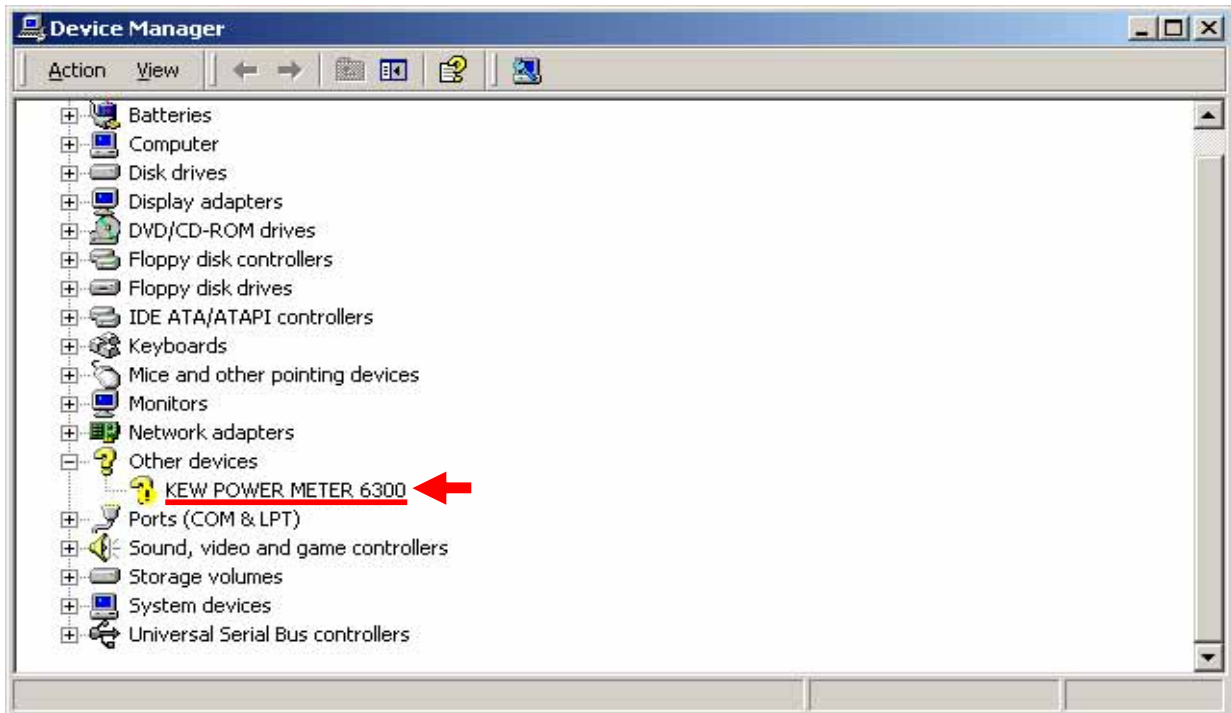 Device Manager
Action View
Batteries
Computer
Disk drives
Display adapters
DVD/CD-ROM drives
Floppy disk controllers
Floppy disk drives
IDE ATA/ATAPI controllers
Keyboards
Mice and other pointing devices
Monitors
Network adapters
Other devices
KEW POWER METER 6300
Ports (COM & LPT)
Sound, video and game controllers
Storage volumes
System devices
Universal Serial Bus controllers